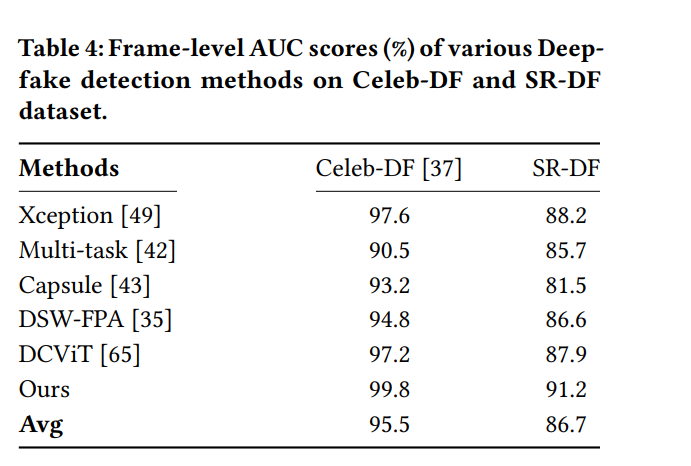 Table 4: Frame-level AUC scores (%) of various Deep-
fake detection methods on Celeb-DF and SR-DF
dataset.
Methods Celeb-DF [37] SR-DF
Xception [49] 97.6 88.2
Multi-task [42] 90.5 85.7
Capsule [43] 93.2 81.5
DSW-FPA [35] 94.8 86.6
DCViT [65] 97.2 87.9
Ours 99.8 91.2
Avg 95.5 86.7